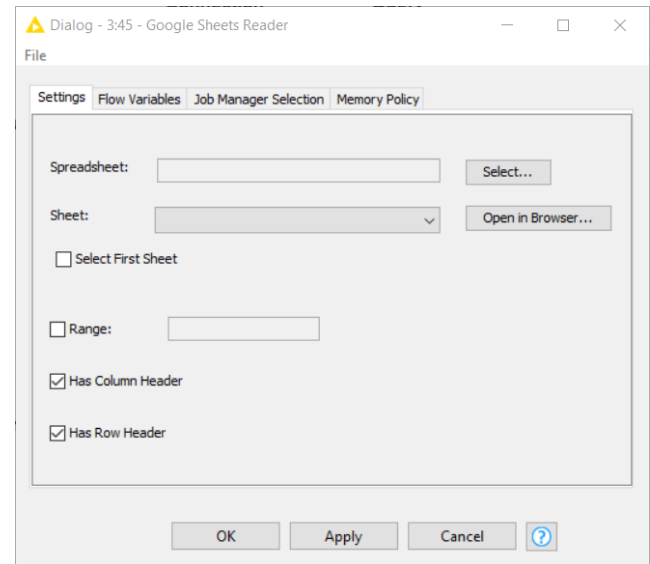 Dialog - 3:45 - Google Sheets Reader
File
Settings Flow Variables Job Manager Selection Memory Policy
Spreadsheet: Select...
Sheet: Open in Browser...
Select First Sheet
Range:
Has Column Header
Has Row Header
OK Apply Cancel ?